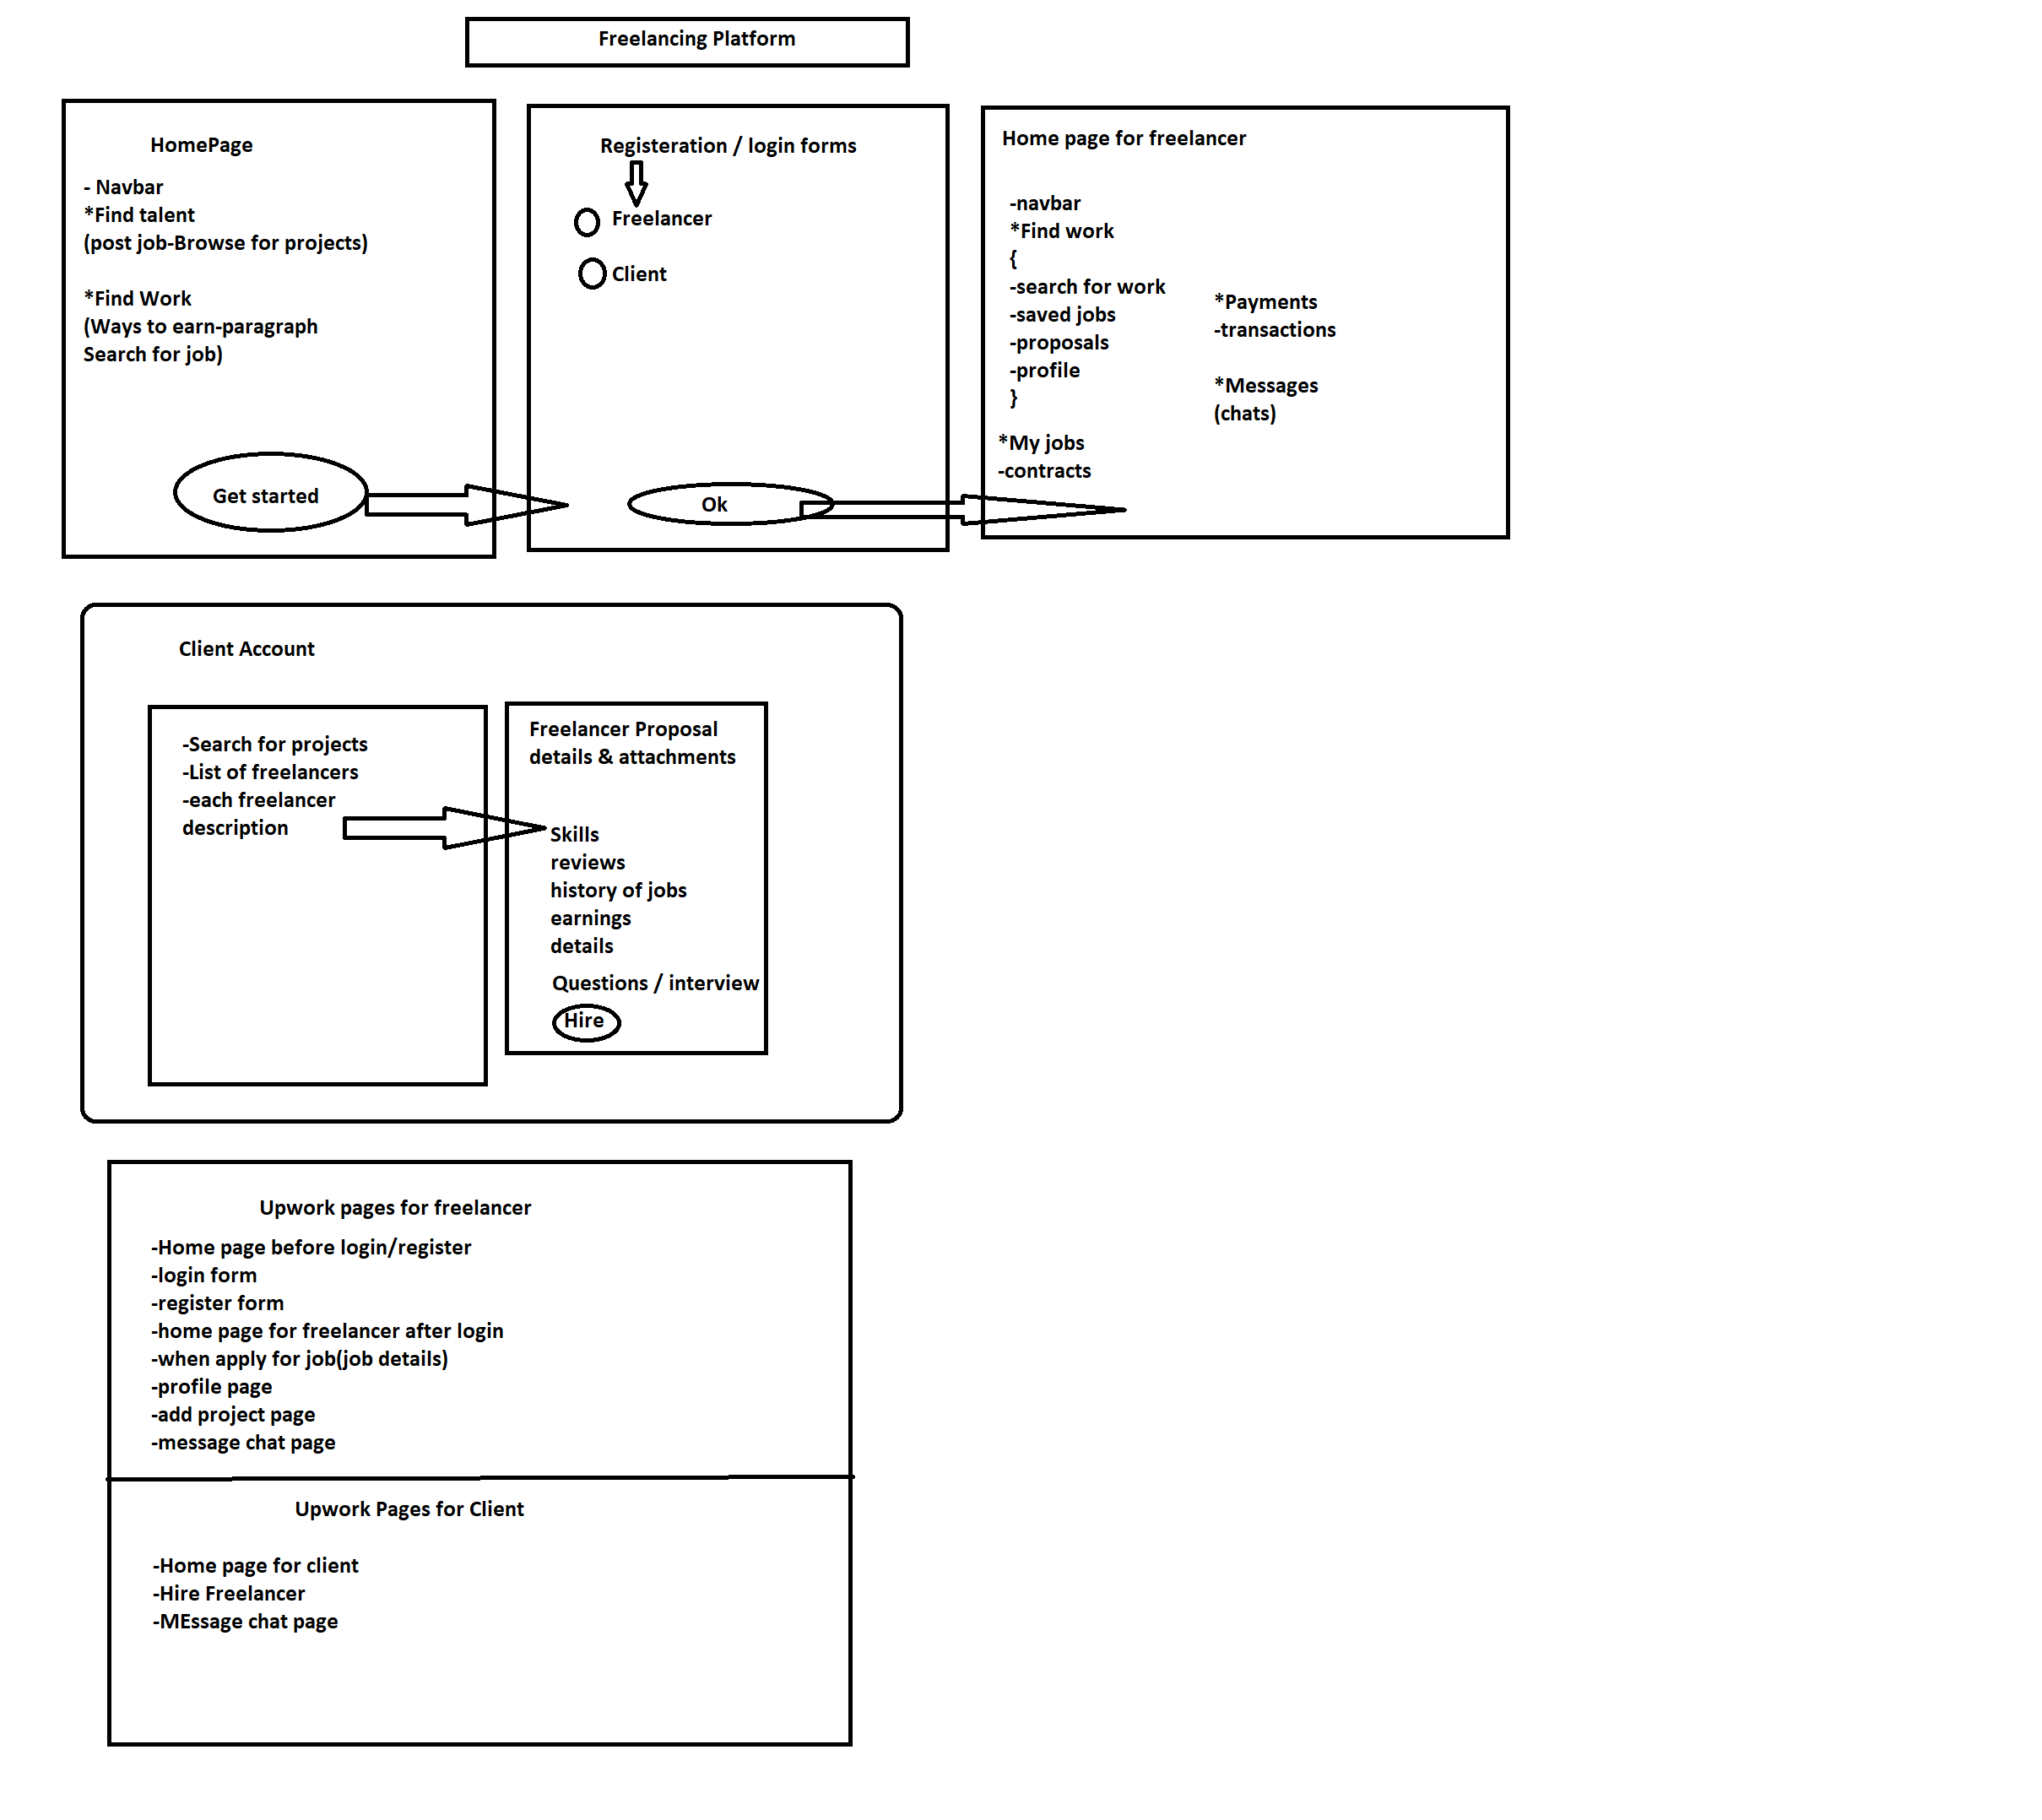 Freelancing Platform
HomePage
- Navbar
*Find talent
(post job-Browse for projects)
*Find Work
(Ways to earn-paragraph
Search for job)
Get started
Registeration / login forms
Freelancer
Client
Ok
Home page for freelancer
-navbar
*Find work
{
-search for work
-saved jobs
-proposals
-profile
}
*My jobs
-contracts
*Payments
-transactions
*Messages
(chats)
Client Account
-Search for projects
-List of freelancers
-each freelancer
description
Freelancer Proposal
details & attachments
Skills
reviews
history of jobs
earnings
details
Questions / interview
Hire
Upwork pages for freelancer
-Home page before login/register
-login form
-register form
-home page for freelancer after login
-when apply for job(job details)
-profile page
-add project page
-message chat page
Upwork Pages for Client
-Home page for client
-Hire Freelancer
-MEssage chat page